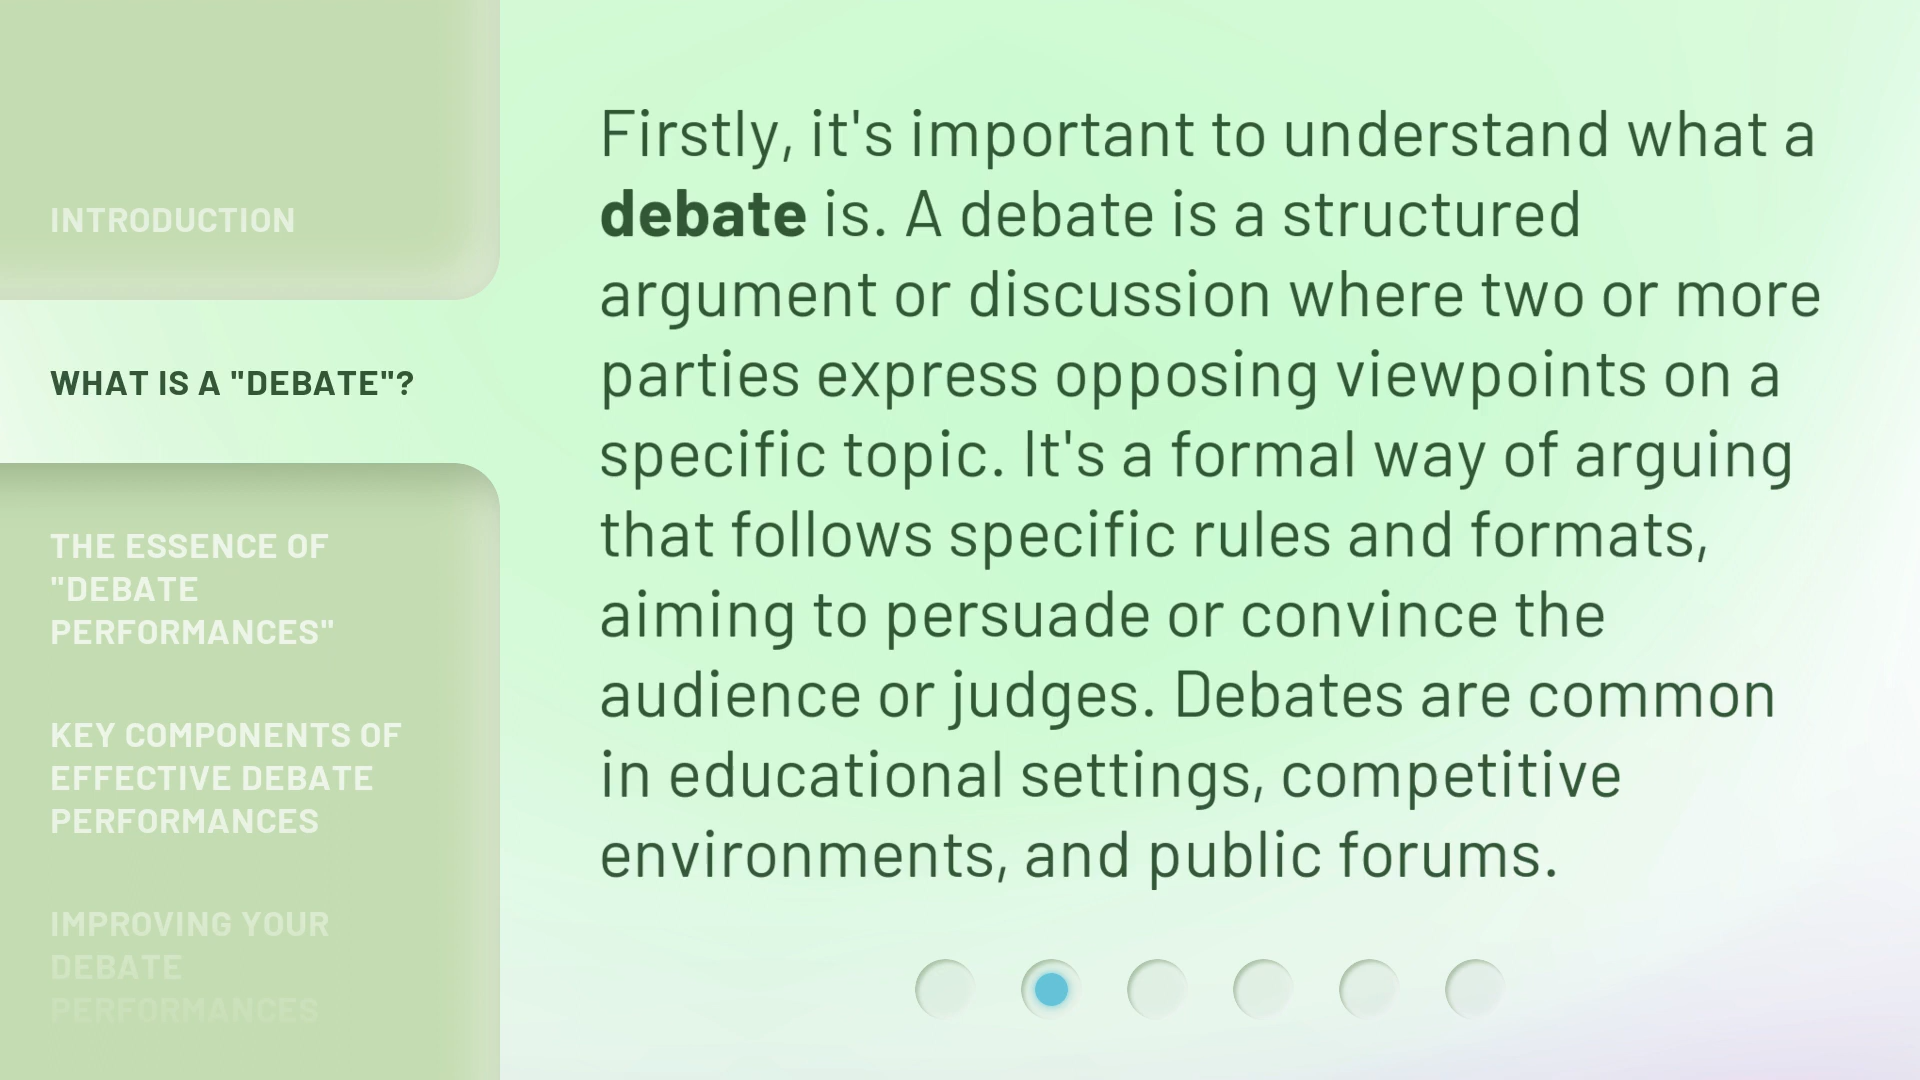 INTRODUCTION
WHAT IS A "DEBATE"?
THE ESSENCE OF
"DEBATE
PERFORMANCES"
KEY COMPONENTS OF
EFFECTIVE DEBATE
PERFORMANCES
IMPROVING YOUR
DEBATE
PERFORMANCES
Firstly, it's important to understand what a
debate is. A debate is a structured
argument or discussion where two or more
parties express opposing viewpoints on a
specific topic. It's a formal way of arguing
that follows specific rules and formats,
aiming to persuade or convince the
audience or judges. Debates are common
in educational settings, competitive
environments, and public forums.